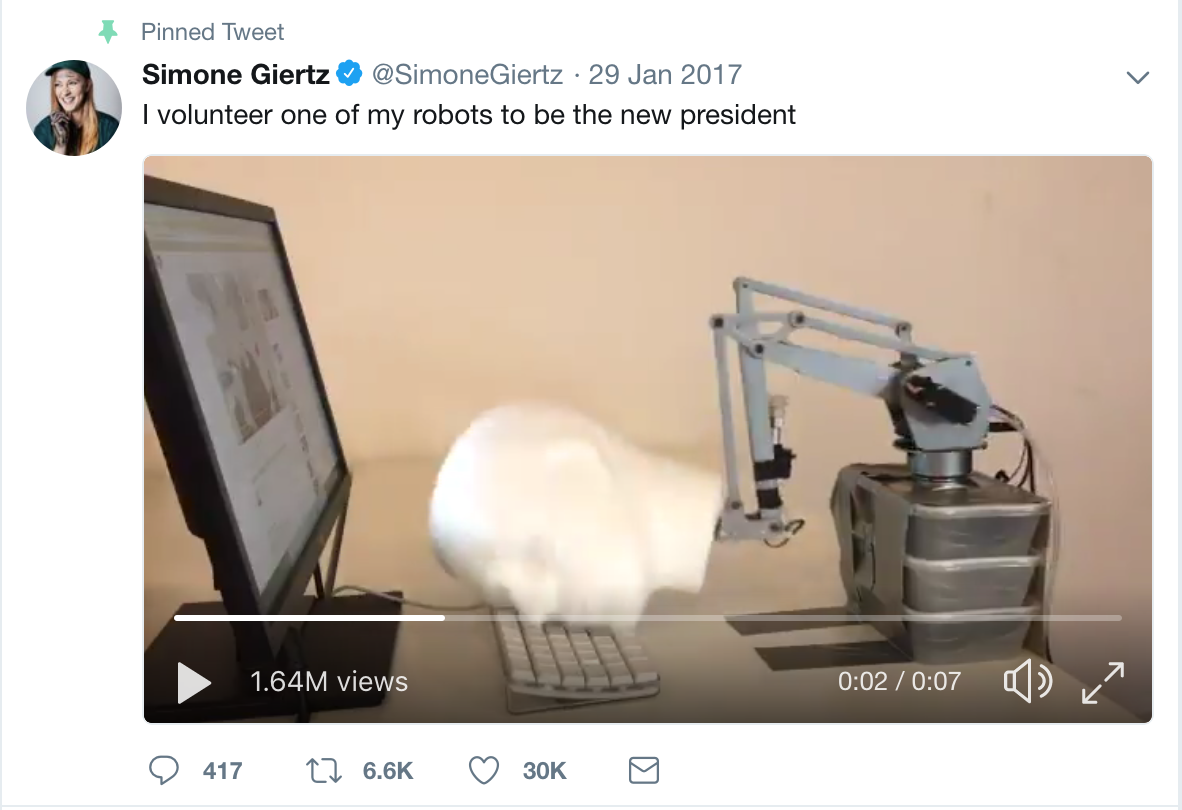 Pinned Tweet
Simone Giertz @SimoneGiertz · 29 Jan 2017
I volunteer one of my robots to be the new president
1.64M views 0:02 / 0:07
417 6.6K 30K